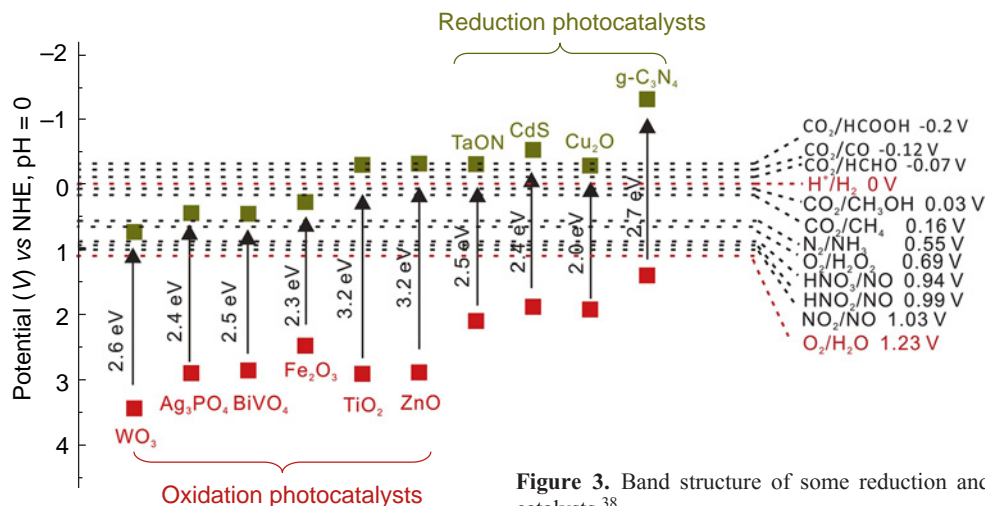 Reduction photocatalysts
Potential (V) vs NHE, pH = 0
–2
–1
0
1
2
3
4
g-C₃N₄
TaON
CdS
Cu₂O
2.6 eV
2.4 eV
2.5 eV
2.3 eV
3.2 eV
3.2 eV
2.5 eV
2.4 eV
2.0 eV
2.7 eV
WO₃
Ag₃PO₄
BiVO₄
Fe₂O₃
TiO₂
ZnO
CO₂/HCOOH -0.2 V
CO₂/CO -0.12 V
CO₂/HCHO -0.07 V
H⁺/H₂ 0 V
CO₂/CH₃OH 0.03 V
CO₂/CH₄ 0.16 V
N₂/NH₃ 0.55 V
O₂/H₂O₂ 0.69 V
HNO₃/NO 0.94 V
HNO₂/NO 0.99 V
NO₂/NO 1.03 V
O₂/H₂O 1.23 V
Oxidation photocatalysts
Figure 3. Band structure of some reduction and
catalysts.³⁸